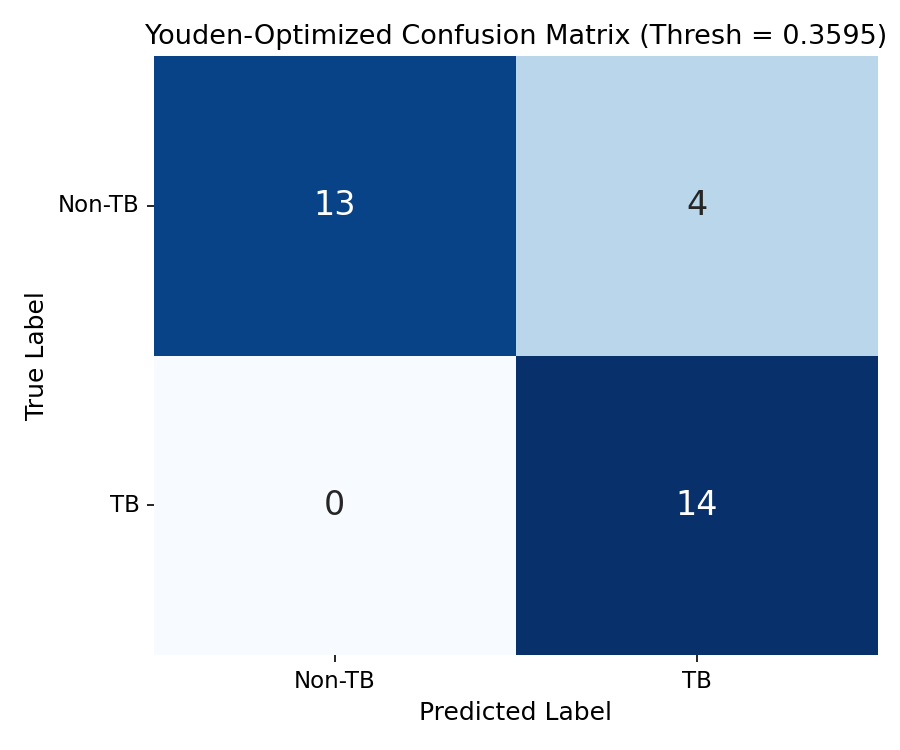 Youden-Optimized Confusion Matrix (Thresh = 0.3595)
Non-TB
13
4
True Label
TB
0
14
Non-TB
TB
Predicted Label